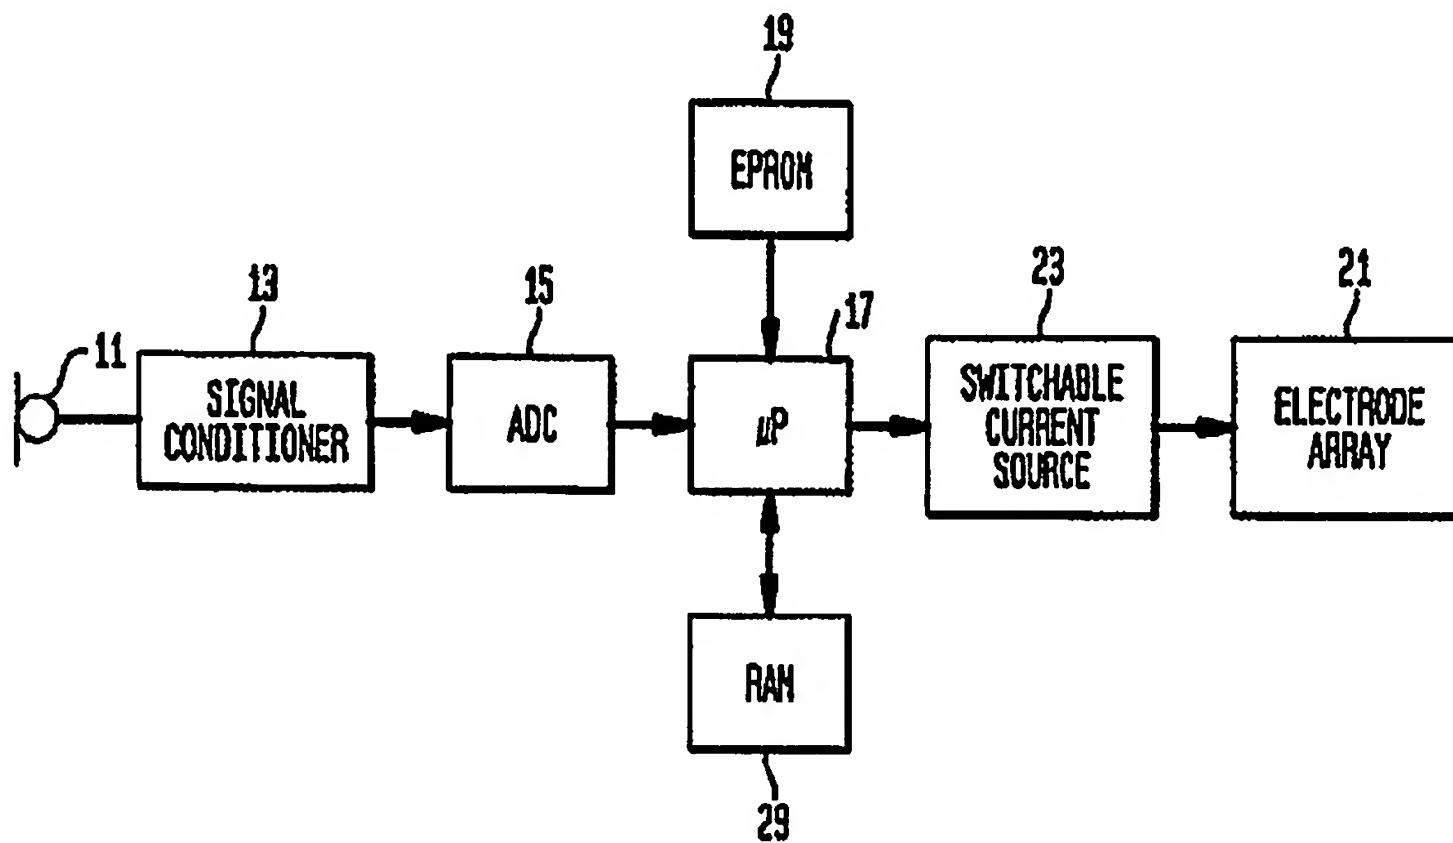 19
EPROM
13
15
17
23
21
11
SIGNAL
CONDITIONER
ADC
µP
SWITCHABLE
CURRENT
SOURCE
ELECTRODE
ARRAY
RAM
29